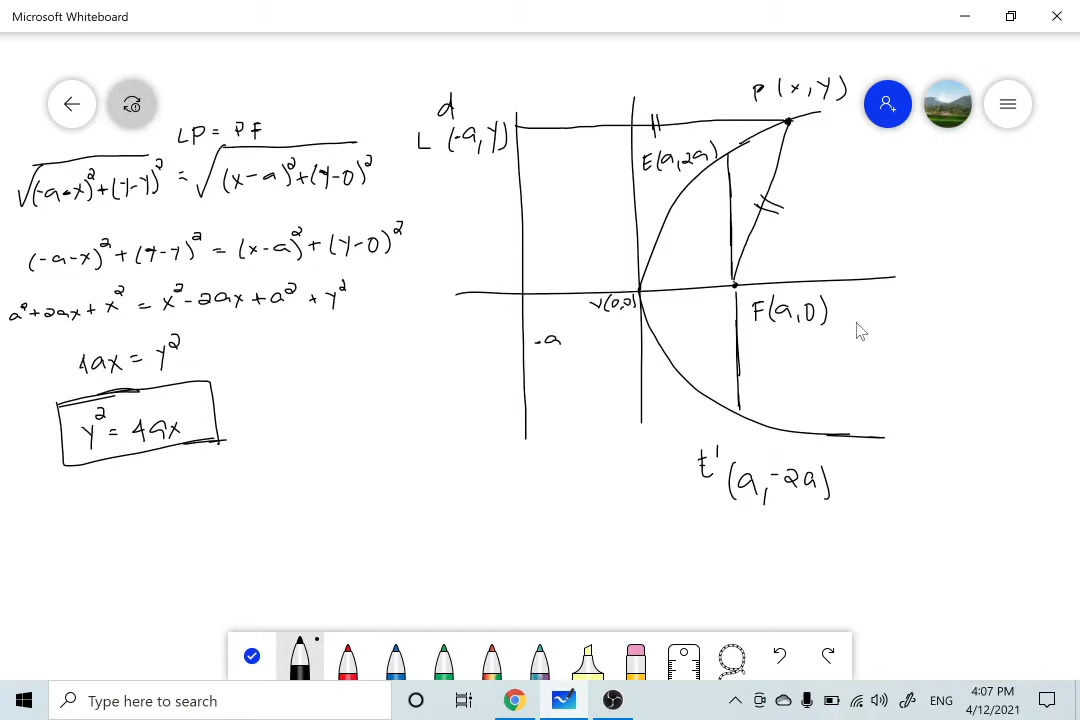 Microsoft Whiteboard
d
P (x, y)
L (-a, y)
LP = PF
√(-a-x)²+(y-y)² = √(x-a)²+(y-0)²
E(a, 2a)
(-a-x)² + (y-y)² = (x-a)² + (y-0)²
a²+2ax+x² = x²-2ax+a²+y²
V(0,0)
F(a, 0)
-a
4ax = y²
y² = 4ax
E' (a, -2a)
Type here to search
ENG
4:07 PM
4/12/2021